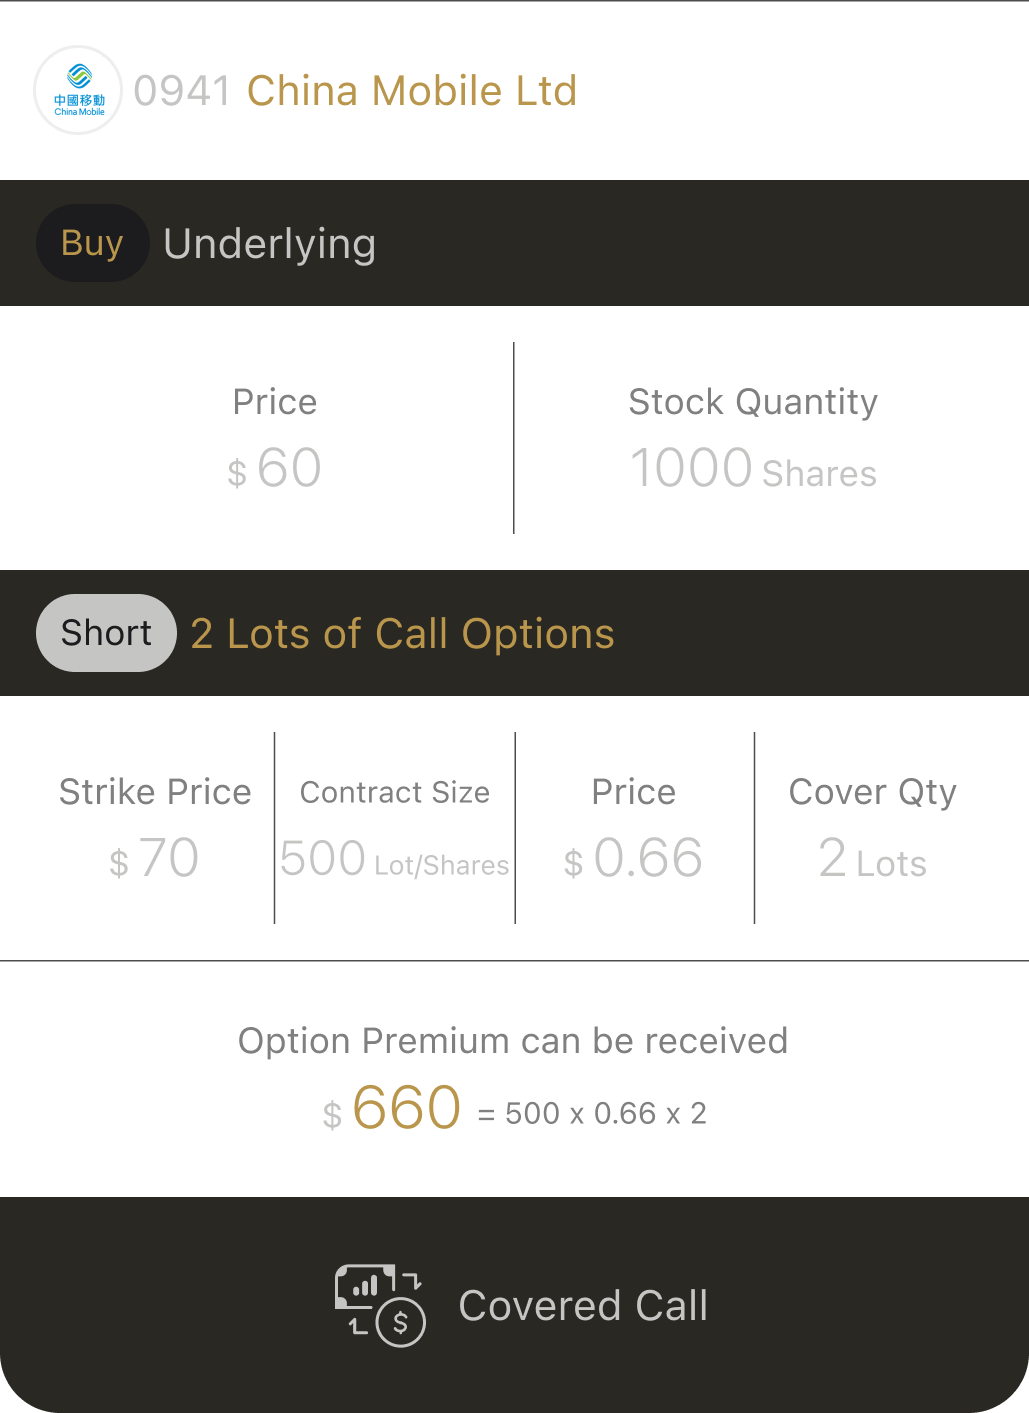 中國移動
China Mobile
0941 China Mobile Ltd
Buy Underlying
Price
Stock Quantity
$ 60
1000 Shares
Short 2 Lots of Call Options
Strike Price
Contract Size
Price
Cover Qty
$ 70
500 Lot/Shares
$ 0.66
2 Lots
Option Premium can be received
$ 660 = 500 x 0.66 x 2
$ Covered Call